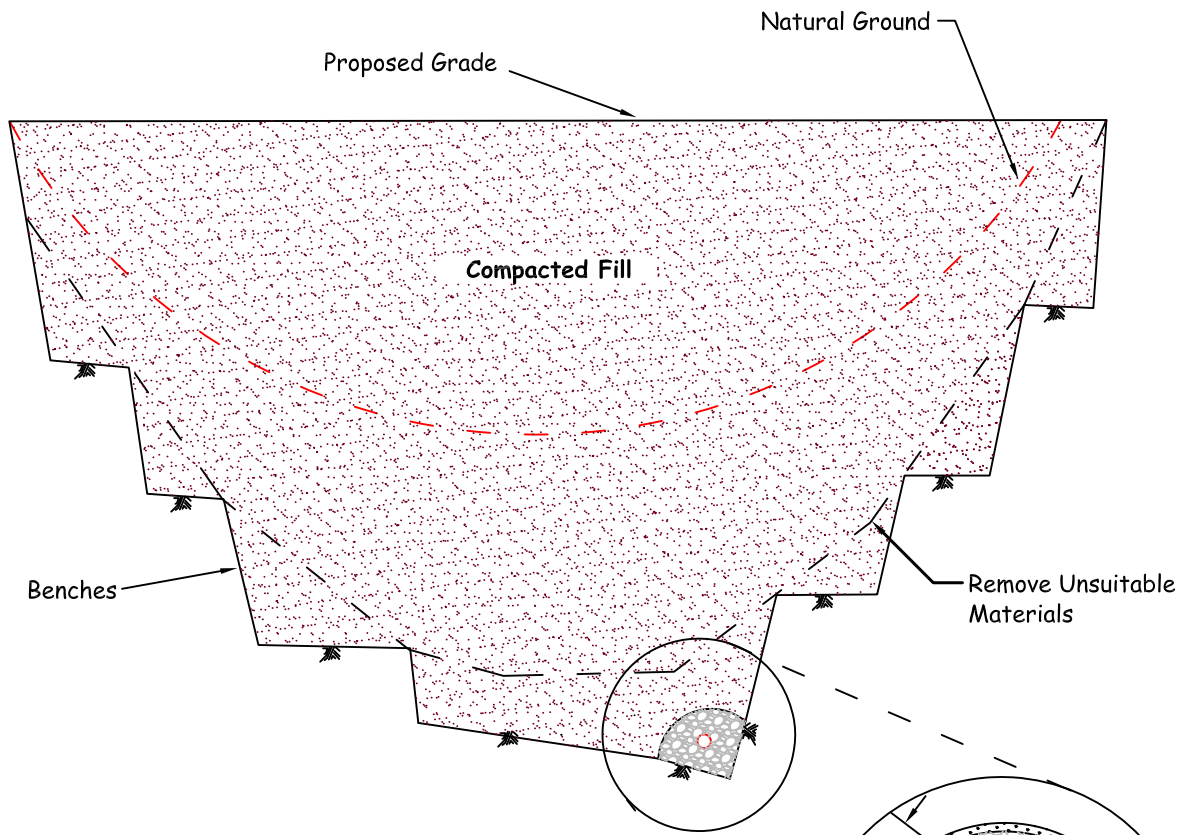 Natural Ground
Proposed Grade
Compacted Fill
Benches
Remove Unsuitable
Materials